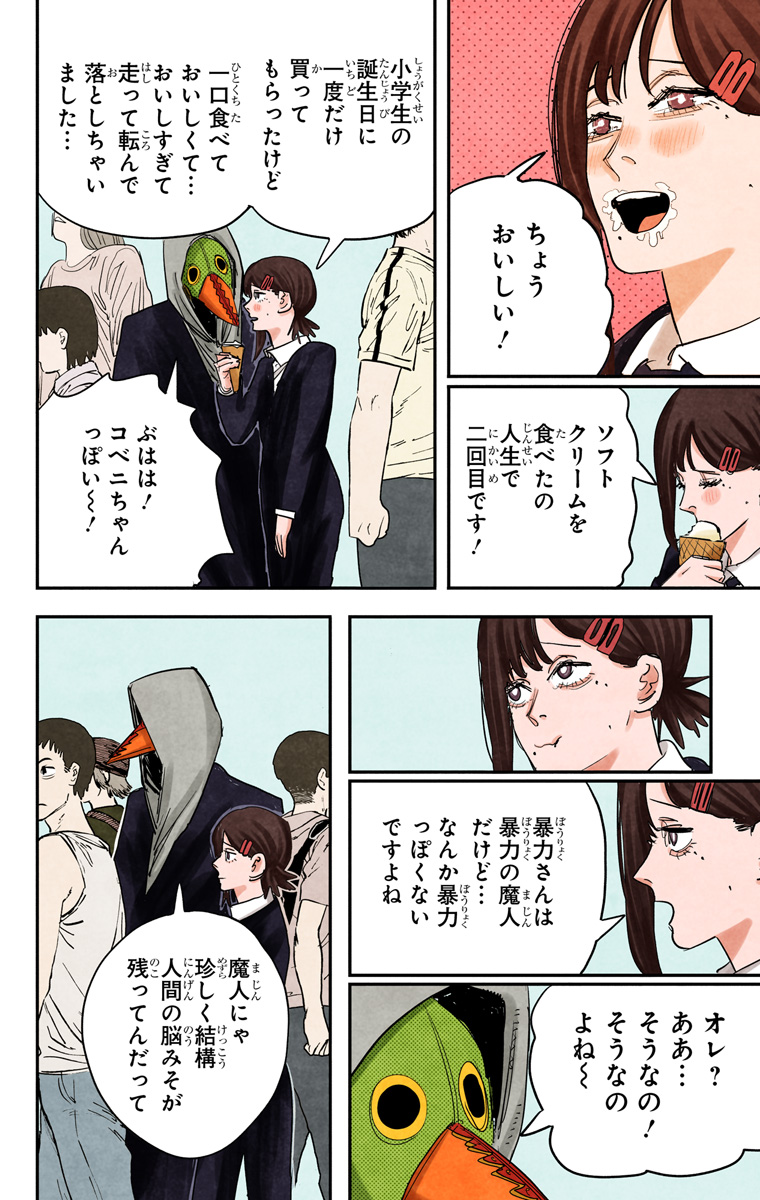 ちょう
おいしい！
ソフト
クリームを
食べたの
人生で
二回目です！
小学生の
誕生日に
一度だけ
買って
もらったけど
一口食べて
おいしくて…
おいしすぎて
走って転んで
落としちゃい
ました…
ぶはは！
コベニちゃん
っぽい～！
暴力さんは
暴力の魔人
だけど…
なんか暴力
っぽくない
ですよね
オレ？
ああ…
そうなの！
そうなの
よね～
魔人にゃ
珍しく結構
人間の脳みそが
残ってんだって